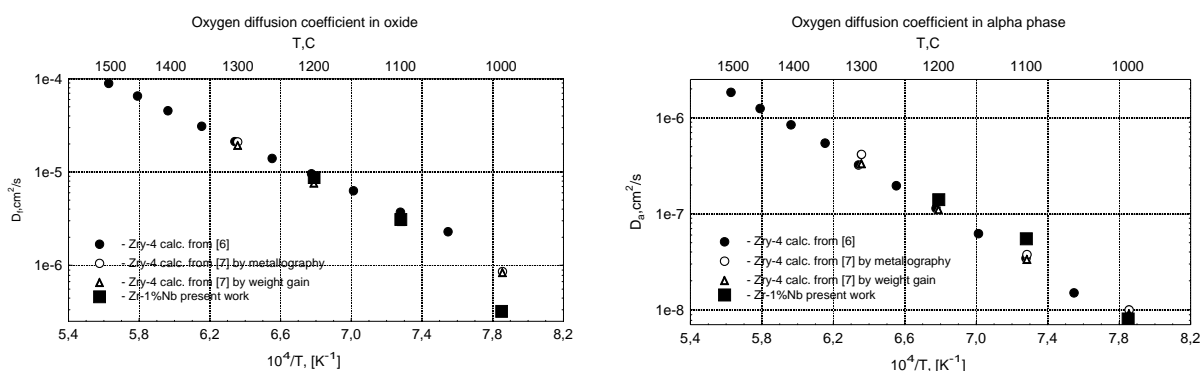 Oxygen diffusion coefficient in oxide
T,C
1500 1400 1300 1200 1100 1000
1e-4
1e-5
1e-6
D_f,cm²/s
● - Zry-4 calc. from [6]
○ - Zry-4 calc. from [7] by metallography
△ - Zry-4 calc. from [7] by weight gain
■ - Zr-1%Nb present work
5,4 5,8 6,2 6,6 7,0 7,4 7,8 8,2
10⁴/T, [K⁻¹]
Oxygen diffusion coefficient in alpha phase
T,C
1500 1400 1300 1200 1100 1000
1e-6
1e-7
1e-8
D_a,cm²/s
● - Zry-4 calc. from [6]
○ - Zry-4 calc. from [7] by metallography
△ - Zry-4 calc. from [7] by weight gain
■ - Zr-1%Nb present work
5,4 5,8 6,2 6,6 7,0 7,4 7,8 8,2
10⁴/T, [K⁻¹]